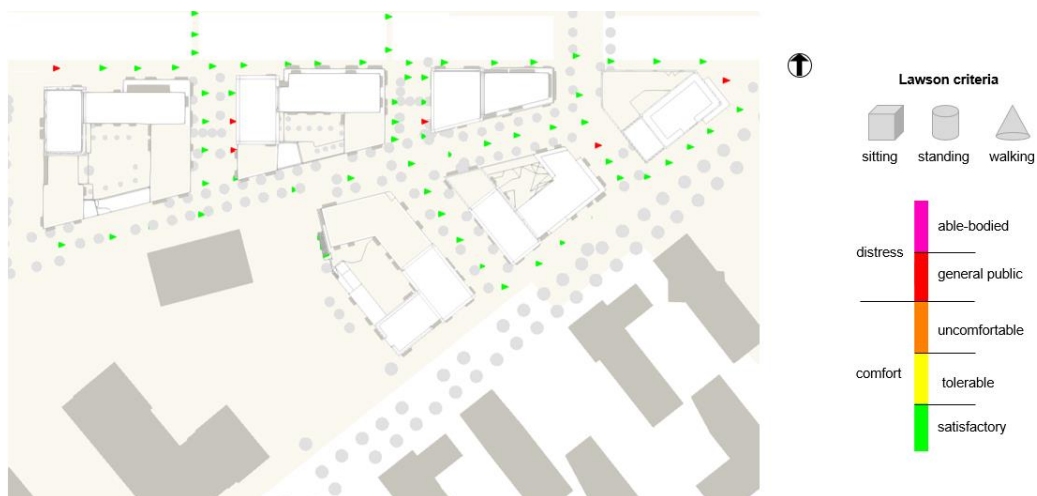 Lawson criteria
sitting standing walking
able-bodied
distress
general public
uncomfortable
comfort
tolerable
satisfactory